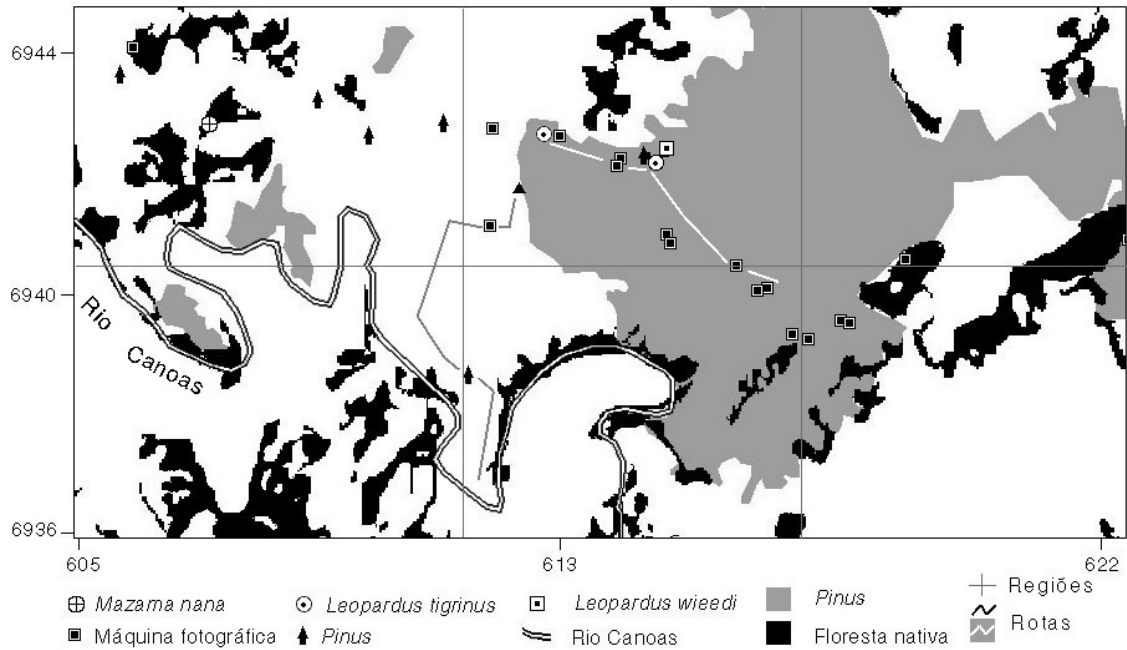 6944
6940
6936
Rio
Canoas
605
613
622
Mazama nana
Leopardus tigrinus
Leopardus wieedi
Pinus
Regiões
Máquina fotográfica
Pinus
Rio Canoas
Floresta nativa
Rotas